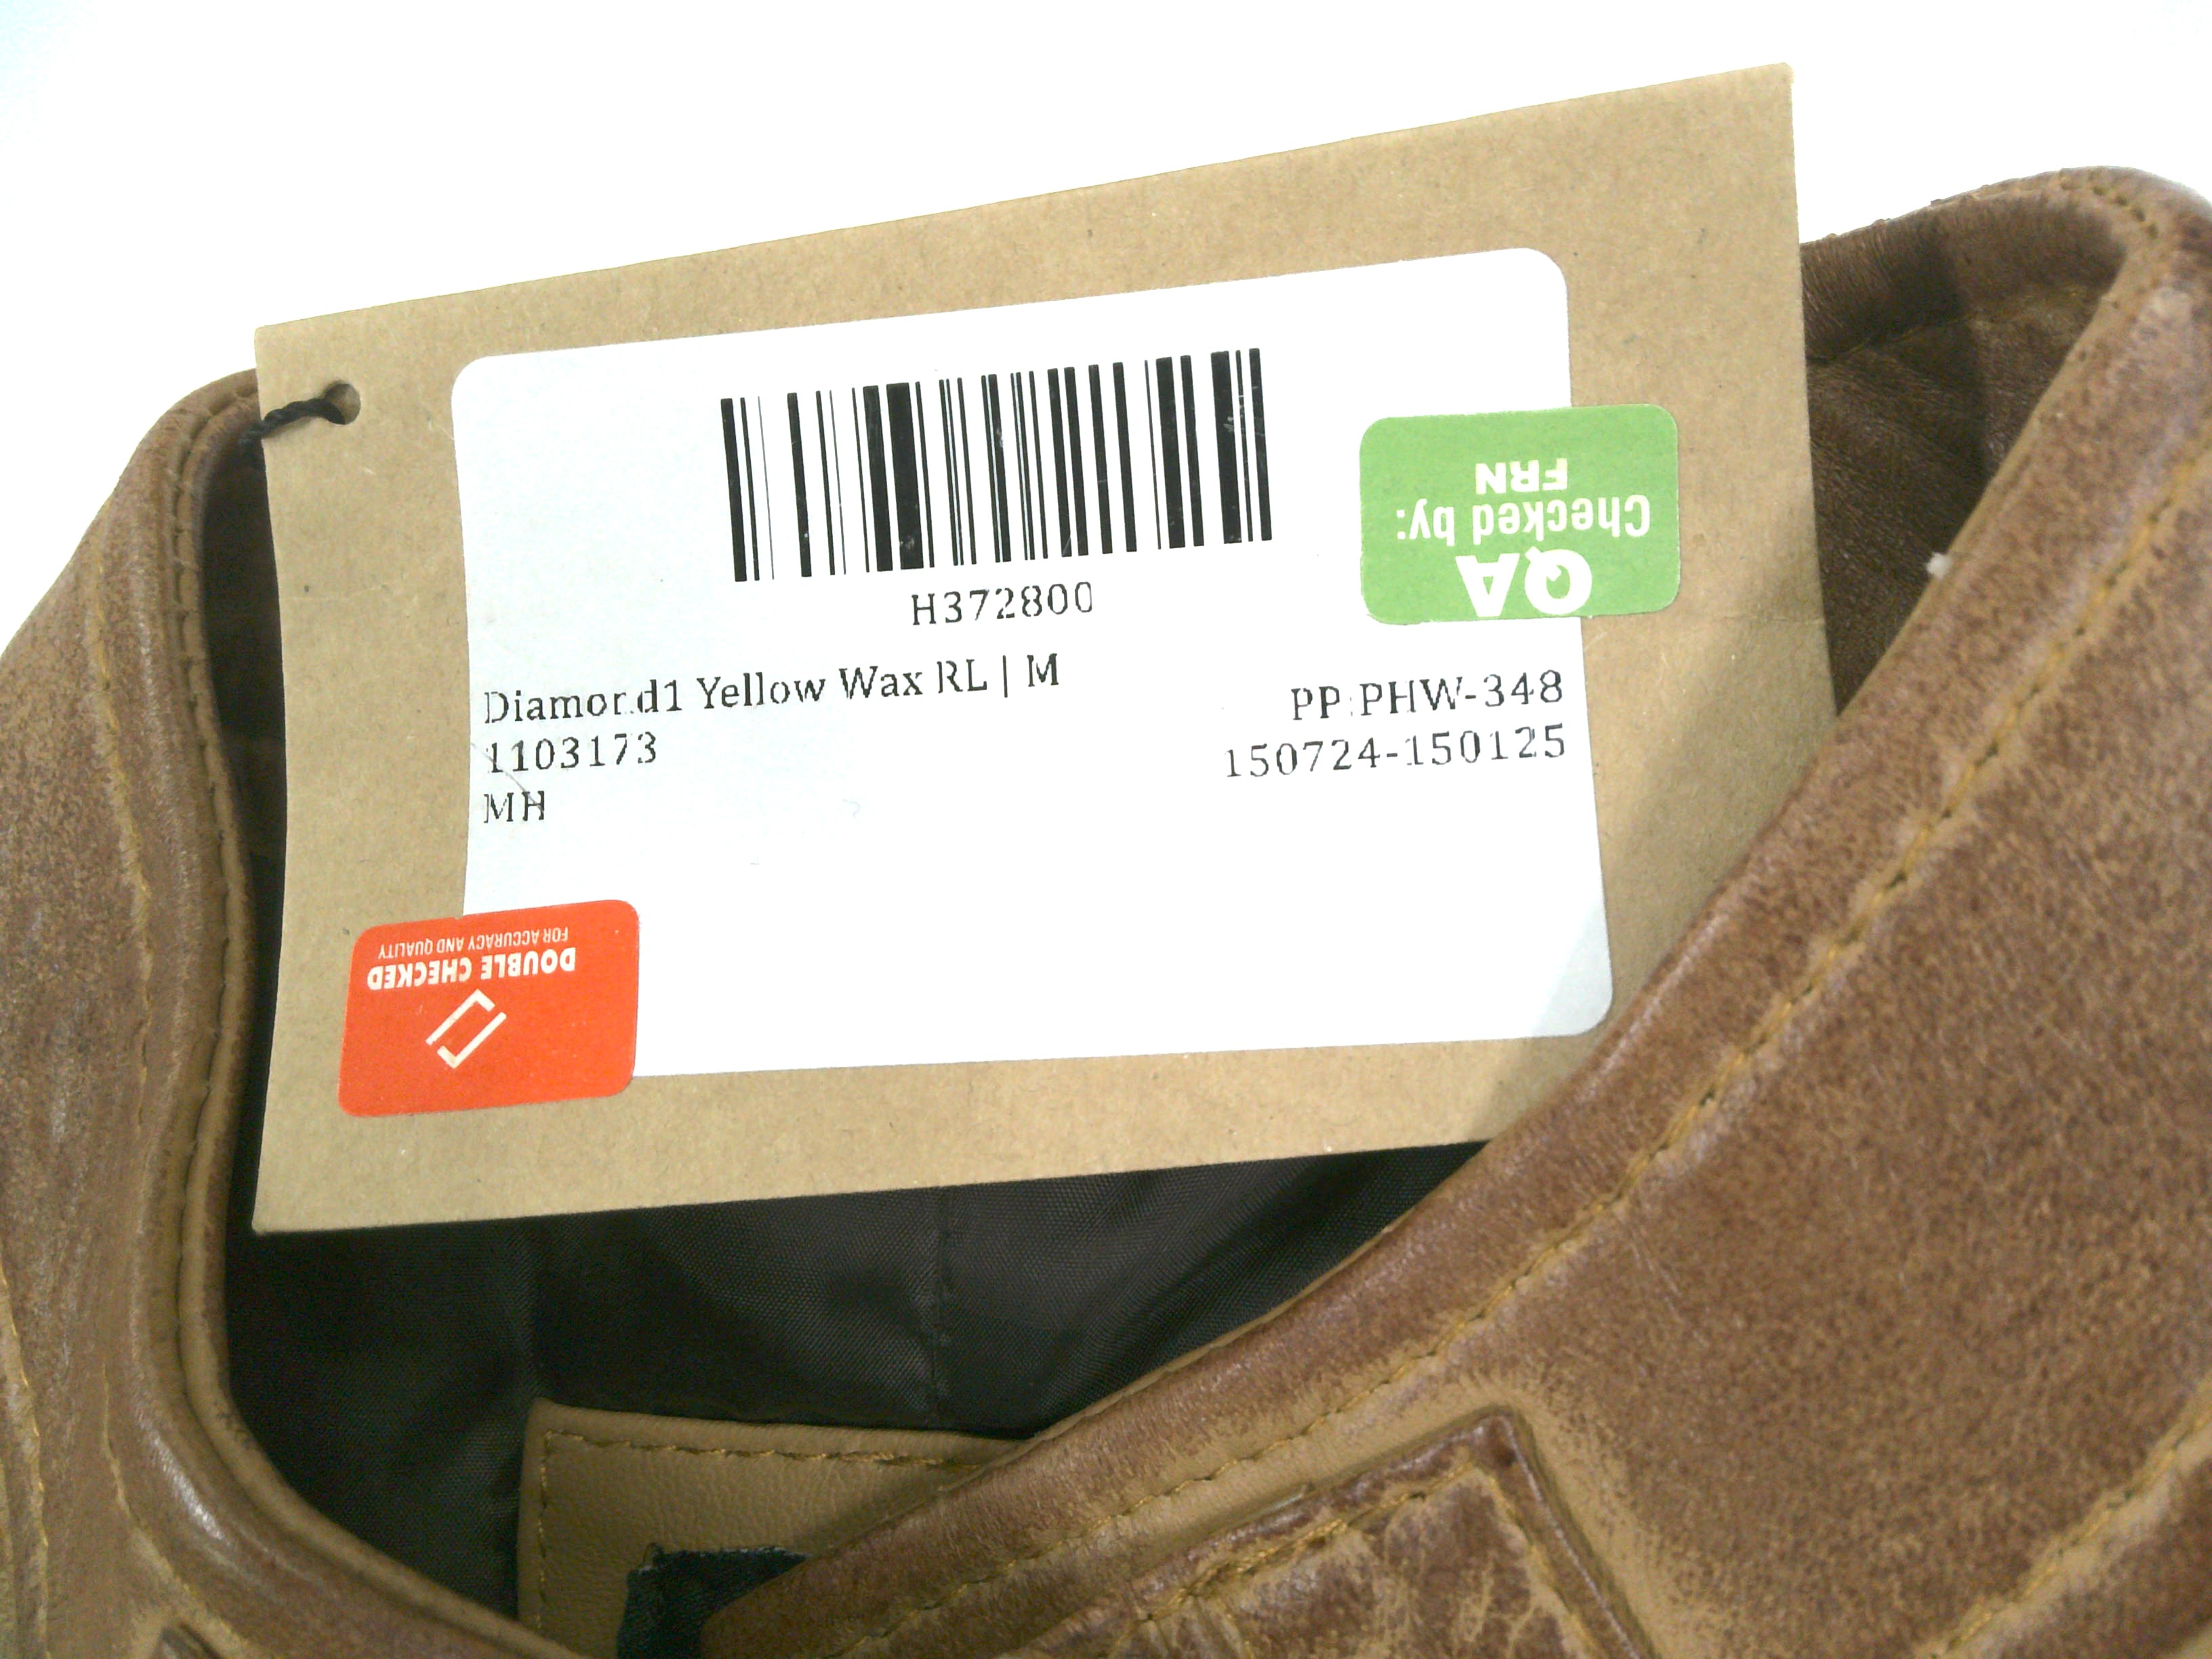 H372800
Diamond1 Yellow Wax RL | M
1103173
MH
PP:PHW-348
150724-150125
QA
Checked by:
FRN
DOUBLE CHECKED
FOR ACCURACY AND QUALITY